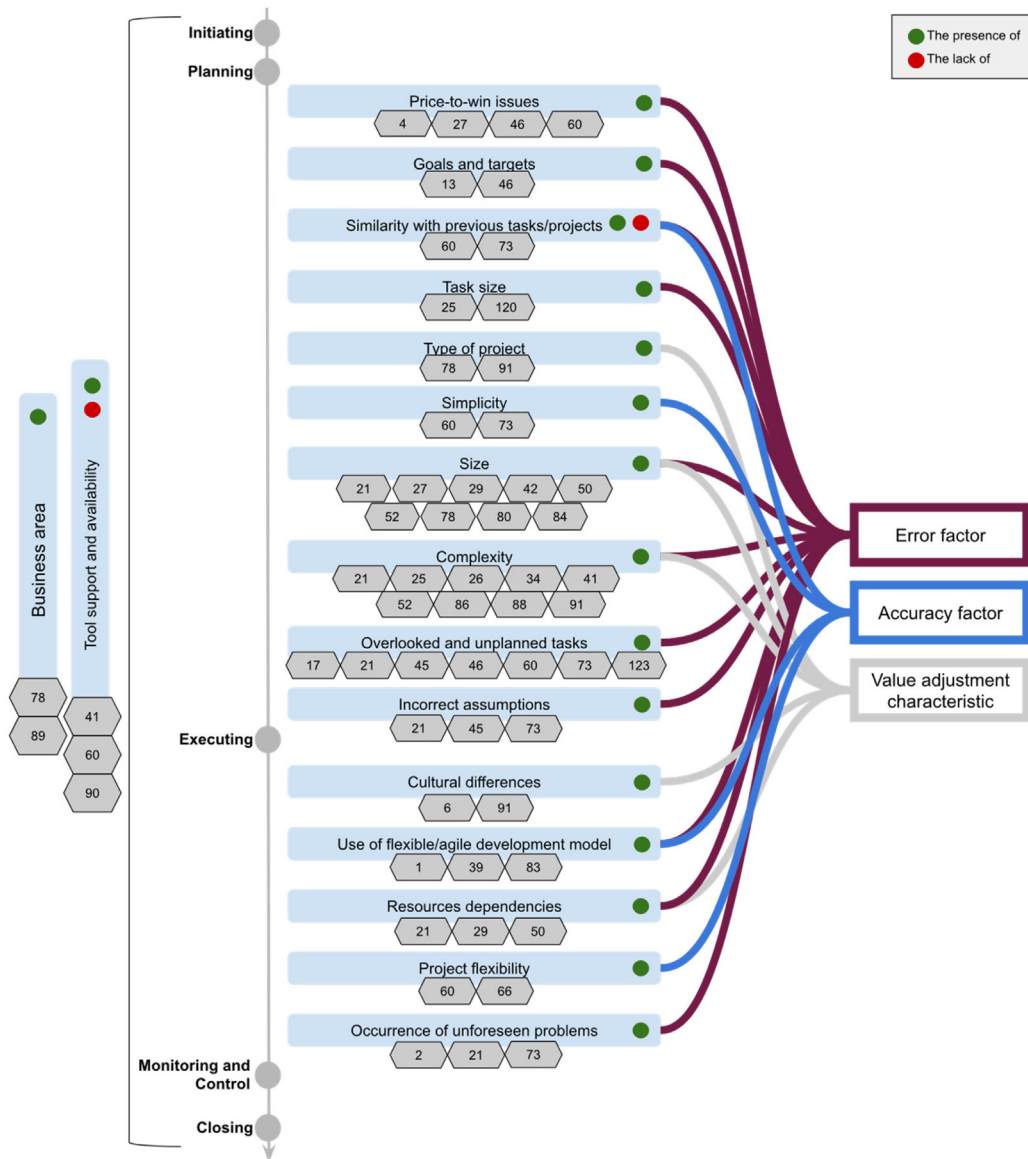 Initiating
Planning
The presence of
The lack of
Price-to-win issues
4 27 46 60
Goals and targets
13 46
Similarity with previous tasks/projects
60 73
Task size
25 120
Type of project
78 91
Simplicity
60 73
Size
21 27 29 42 50
52 78 80 84
Complexity
21 25 26 34 41
52 86 88 91
Overlooked and unplanned tasks
17 21 45 46 60 73 123
Incorrect assumptions
21 45 73
Executing
Cultural differences
6 91
Use of flexible/agile development model
1 39 83
Resources dependencies
21 29 50
Project flexibility
60 66
Occurrence of unforeseen problems
2 21 73
Monitoring and
Control
Closing
Business area
78
89
Tool support and availability
41
60
90
Error factor
Accuracy factor
Value adjustment
characteristic